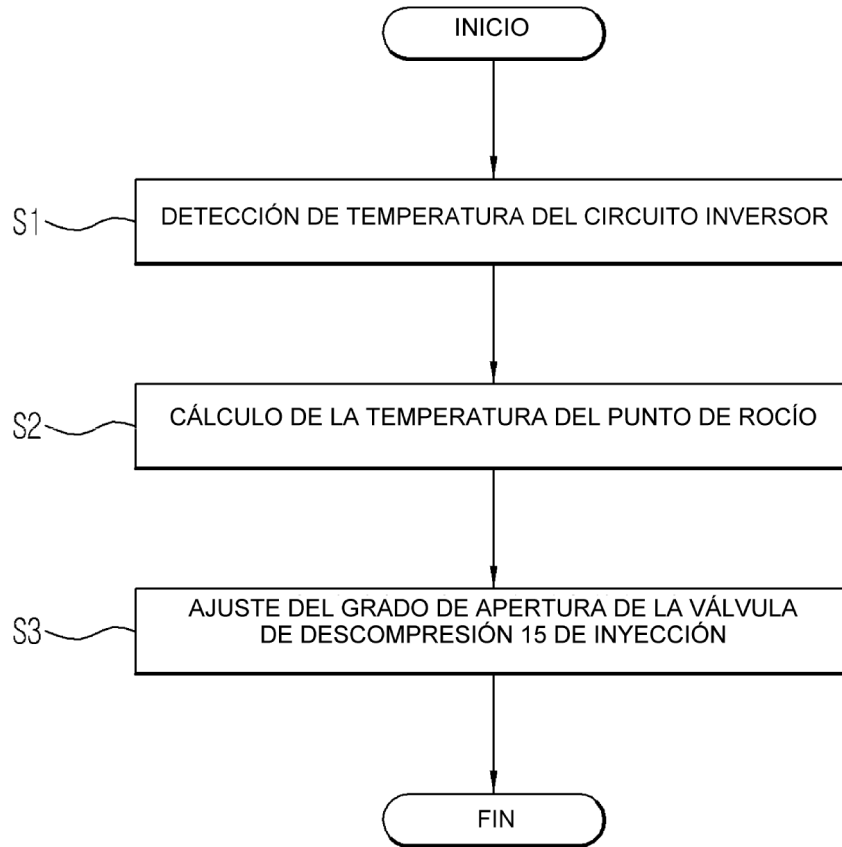 INICIO
S1
DETECCIÓN DE TEMPERATURA DEL CIRCUITO INVERSOR
S2
CÁLCULO DE LA TEMPERATURA DEL PUNTO DE ROCÍO
S3
AJUSTE DEL GRADO DE APERTURA DE LA VÁLVULA
DE DESCOMPRESIÓN 15 DE INYECCIÓN
FIN